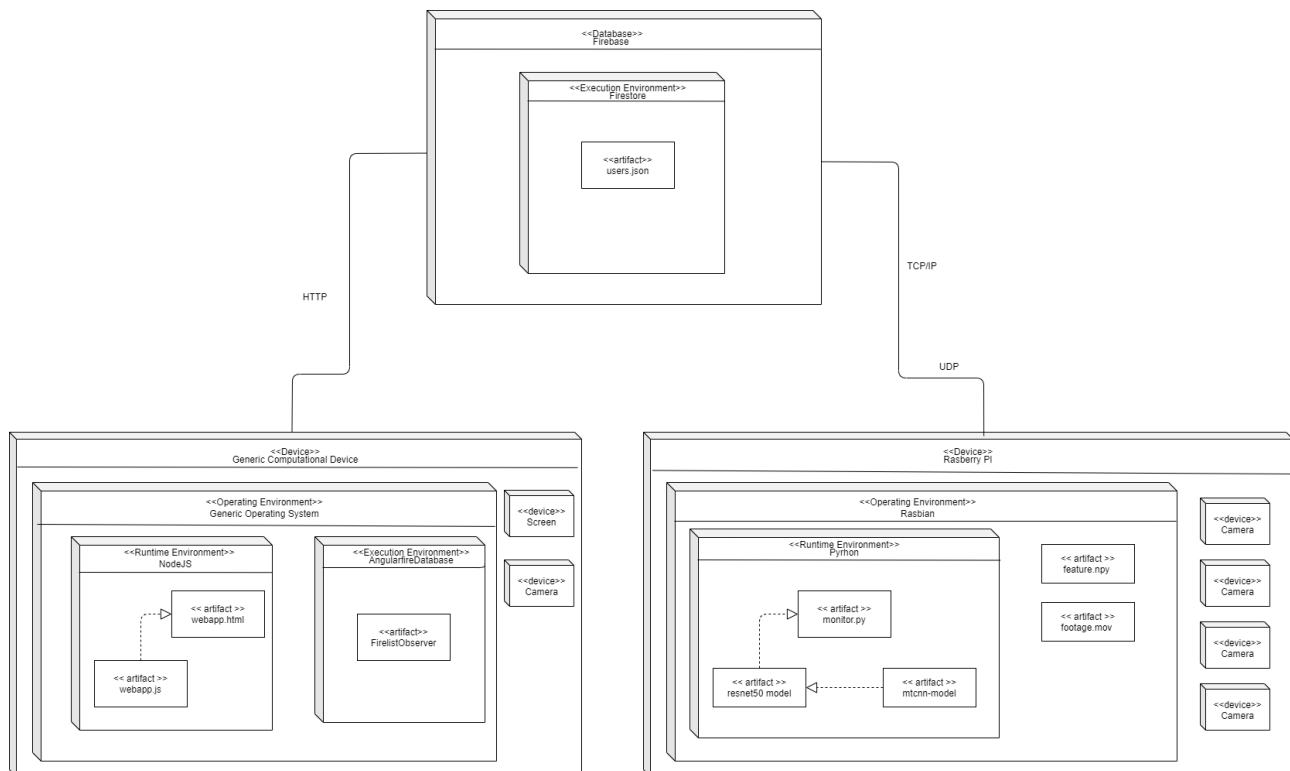 <<Database>>
Firebase
<<Execution Environment>>
Firestore
<<artifact>>
users.json
HTTP
TCP/IP
UDP
<<Device>>
Generic Computational Device
<<Operating Environment>>
Generic Operating System
<<Runtime Environment>>
NodeJS
<< artifact >>
webapp.html
<< artifact >>
webapp.js
<<Execution Environment>>
AngularfireDatabase
<<artifact>>
FirelistObserver
<<device>>
Screen
<<device>>
Camera
<<Device>>
Rasberry PI
<<Operating Environment>>
Rasbian
<<Runtime Environment>>
Pyrhon
<< artifact >>
monitor.py
<< artifact >>
resnet50 model
<< artifact >>
mtcnn-model
<< artifact >>
feature.npy
<< artifact >>
footage.mov
<<device>>
Camera
<<device>>
Camera
<<device>>
Camera
<<device>>
Camera